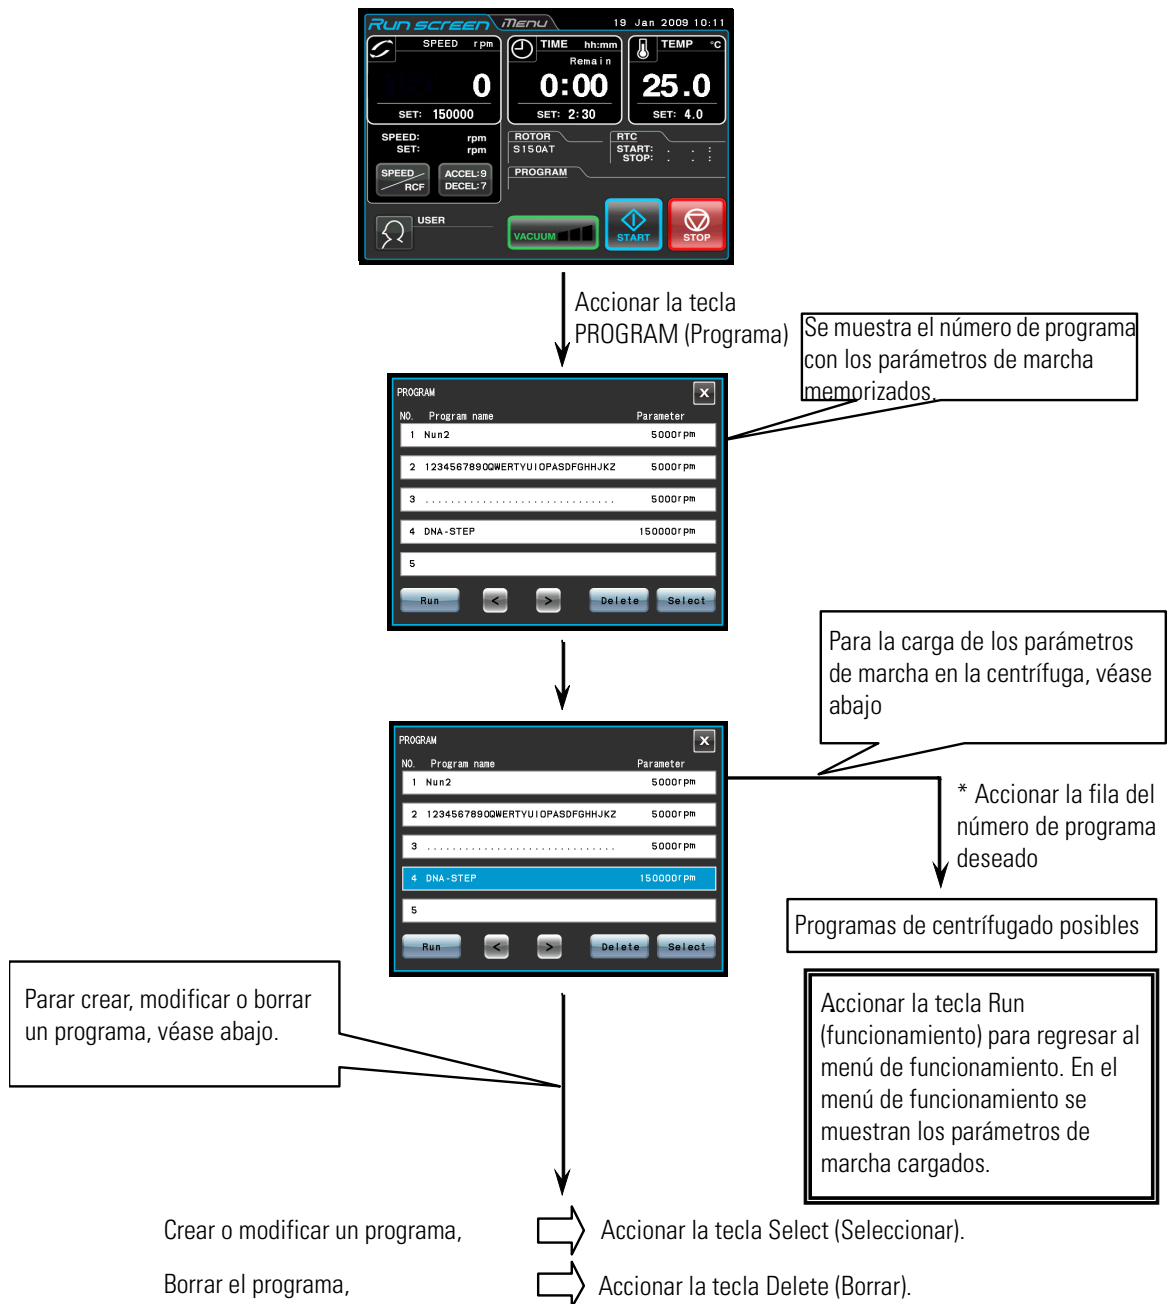 Run screen Menu 19 Jan 2009 10:11
SPEED rpm
0
SET: 150000
TIME hh:mm
Remain
0:00
SET: 2:30
TEMP °C
25.0
SET: 4.0
SPEED: rpm
SET: rpm
SPEED RCF
ACCEL:9
DECEL:7
ROTOR
S150AT
RTC
START: . . :
STOP: . . :
PROGRAM
USER
VACUUM
START
STOP
Accionar la tecla
PROGRAM (Programa)
Se muestra el número de programa
con los parámetros de marcha
memorizados.
PROGRAM X
NO. Program name Parameter
1 Nun2 5000rpm
2 1234567890QWERTYUIOPASDFGHHJKZ 5000rpm
3 .............................. 5000rpm
4 DNA-STEP 150000rpm
5
Run < > Delete Select
Para la carga de los parámetros
de marcha en la centrífuga, véase
abajo
PROGRAM X
NO. Program name Parameter
1 Nun2 5000rpm
2 1234567890QWERTYUIOPASDFGHHJKZ 5000rpm
3 .............................. 5000rpm
4 DNA-STEP 150000rpm
5
Run < > Delete Select
* Accionar la fila del
número de programa
deseado
Programas de centrífugado posibles
Accionar la tecla Run
(funcionamiento) para regresar al
menú de funcionamiento. En el
menú de funcionamiento se
muestran los parámetros de
marcha cargados.
Parar crear, modificar o borrar
un programa, véase abajo.
Crear o modificar un programa, Accionar la tecla Select (Seleccionar).
Borrar el programa, Accionar la tecla Delete (Borrar).